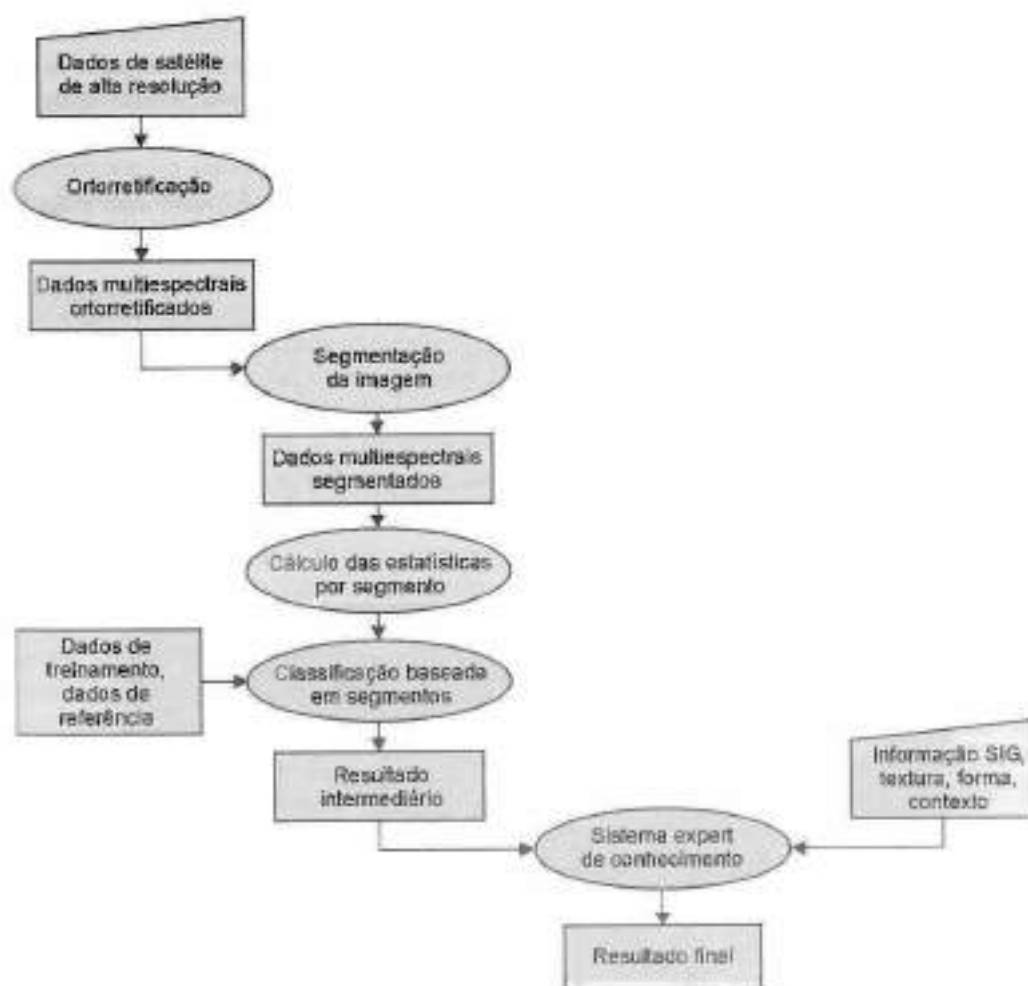 Dados de satélite
de alta resolução
Ortorretificação
Dados multiespectrais
ortorretificados
Segmentação
da imagem
Dados multiespectrais
segmentados
Cálculo das estatísticas
por segmento
Dados de
treinamento,
dados de
referência
Classificação baseada
em segmentos
Resultado
intermediário
Informação SIG,
textura, forma,
contexto
Sistema expert
de conhecimento
Resultado final